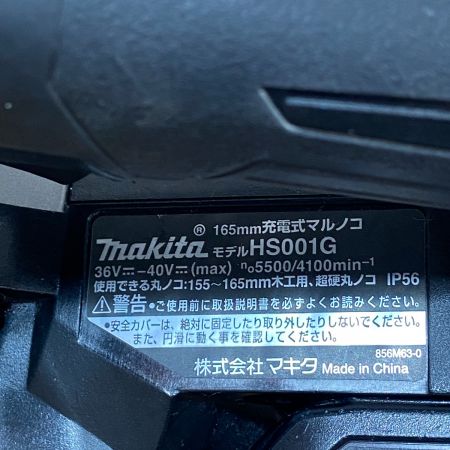 165mm充電式マルノコ
makita® モデルHS001G
36V⎓-40V⎓(max) n₀5500/4100min⁻¹
使用できる丸ノコ:155~165mm木工用、超硬丸ノコ IP56
⚠警告•ご使用前に取扱説明書を必ずよくお読みください。
•安全カバーは、絶対に固定したり取り外したりしないでください。
また、円滑に動く事を確認してください。
856M63-0
株式会社マキタ Made in China